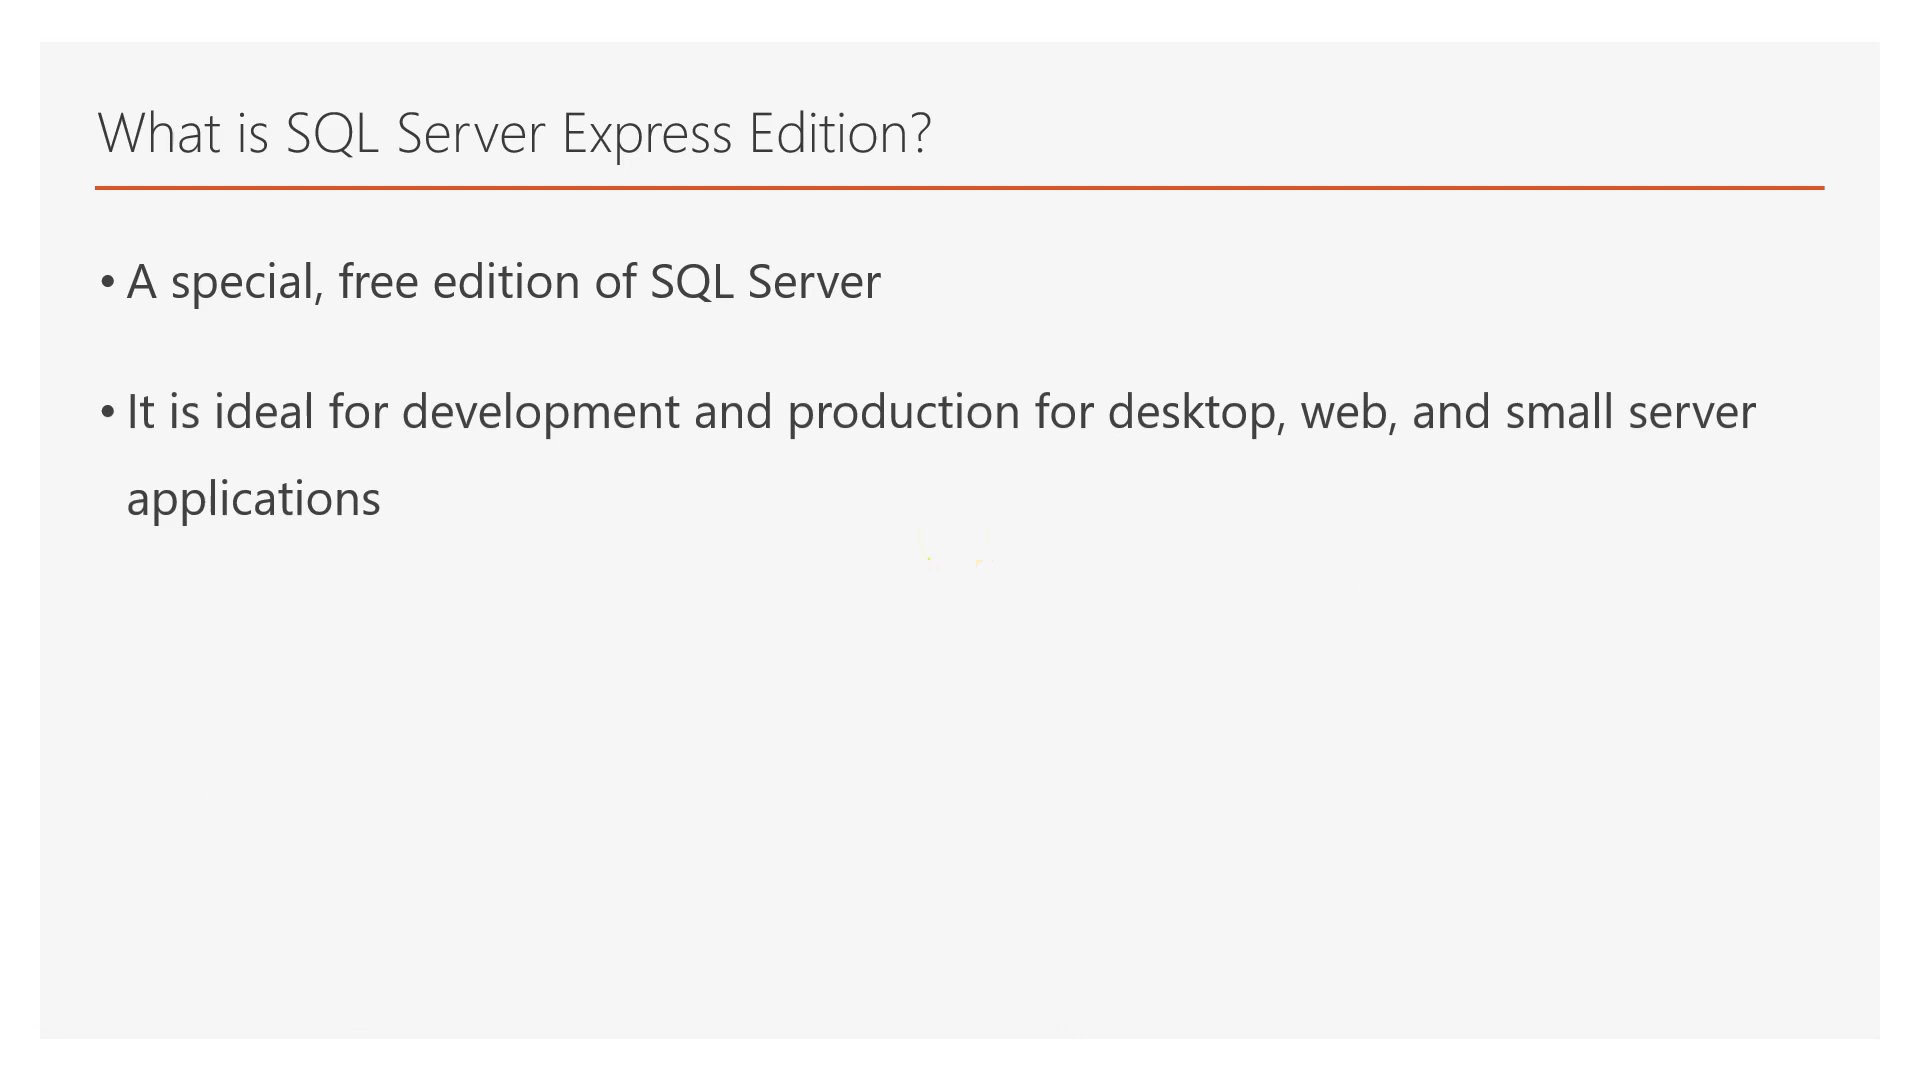 What is SQL Server Express Edition?
• A special, free edition of SQL Server
• It is ideal for development and production for desktop, web, and small server
applications